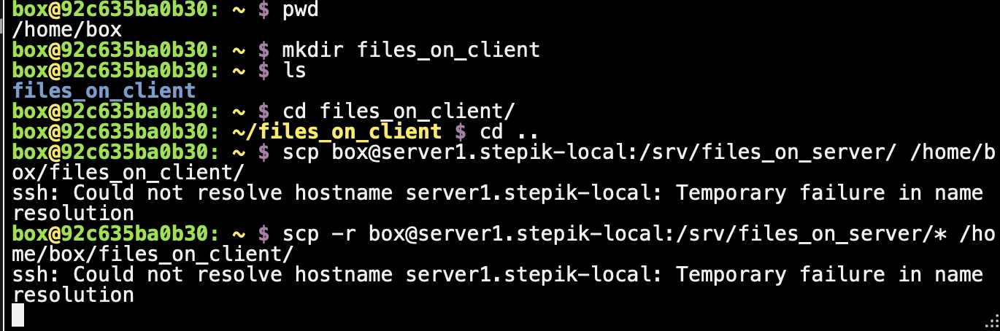 box@92c635ba0b30: ~ $ pwd
/home/box
box@92c635ba0b30: ~ $ mkdir files_on_client
box@92c635ba0b30: ~ $ ls
files_on_client
box@92c635ba0b30: ~ $ cd files_on_client/
box@92c635ba0b30: ~/files_on_client $ cd ..
box@92c635ba0b30: ~ $ scp box@server1.stepik-local:/srv/files_on_server/ /home/b
ox/files_on_client/
ssh: Could not resolve hostname server1.stepik-local: Temporary failure in name
resolution
box@92c635ba0b30: ~ $ scp -r box@server1.stepik-local:/srv/files_on_server/* /ho
me/box/files_on_client/
ssh: Could not resolve hostname server1.stepik-local: Temporary failure in name
resolution